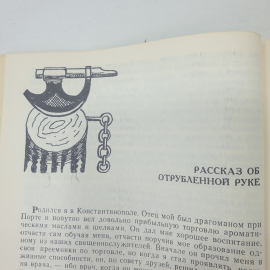 РАССКАЗ ОБ
ОТРУБЛЕННОЙ РУКЕ
Родился я в Константинополе. Отец мой был драгоманом при
Порте и попутно вел довольно прибыльную торговлю аромати-
ческими маслами и шелками. Он дал мне хорошее воспитание,
отчасти сам обучая меня, отчасти поручив мое образование од-
ному из наших священнослужителей. Вначале он прочил меня в
свои преемники по торговле, но когда я стал проявлять
способности, он, по совету друзей, решил
на врача, — ибо врач, когда он